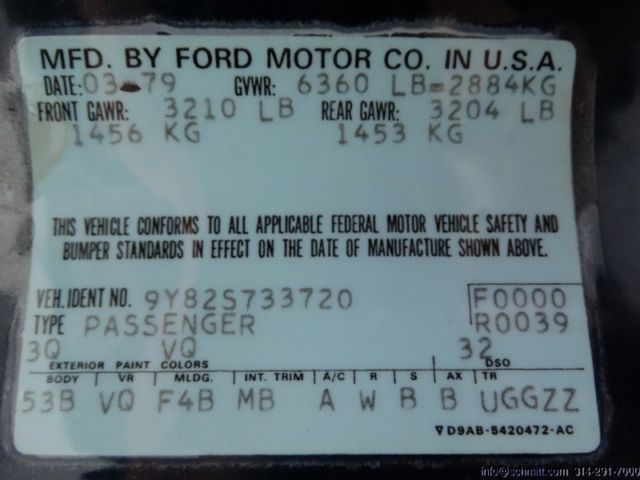 MFD. BY FORD MOTOR CO. IN U.S.A.
DATE: 03-79 GVWR: 6360 LB=2884KG
FRONT GAWR: 3210 LB REAR GAWR: 3204 LB
1456 KG 1453 KG
THIS VEHICLE CONFORMS TO ALL APPLICABLE FEDERAL MOTOR VEHICLE SAFETY AND
BUMPER STANDARDS IN EFFECT ON THE DATE OF MANUFACTURE SHOWN ABOVE.
VEH. IDENT NO. 9Y82S733720 F0000
TYPE PASSENGER R0039
3Q VQ 32
EXTERIOR PAINT COLORS DSO
BODY VR MLDG. INT. TRIM A/C R S AX TR
53B VQ F4B MB A W B B UGGZZ
▽ D9AB-5420472-AC
info@schmitt.com 314-291-7000